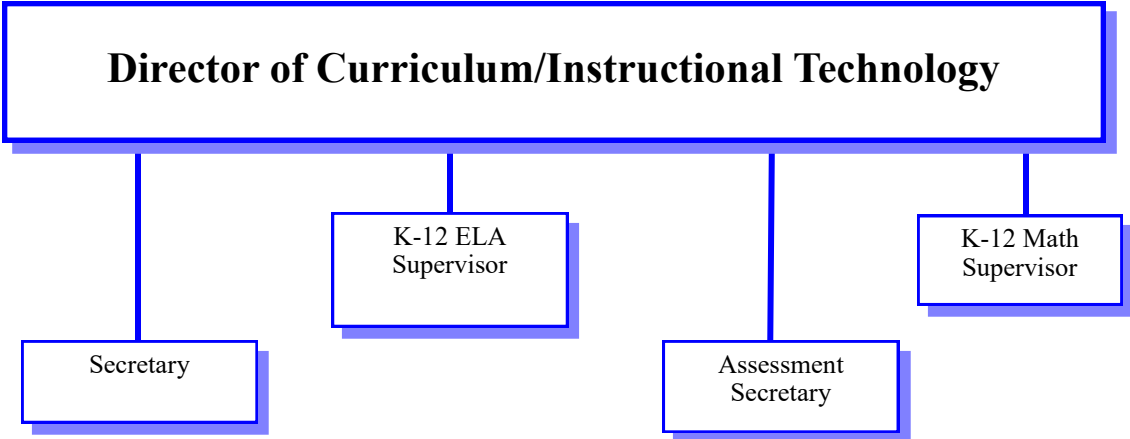 Director of Curriculum/Instructional Technology
K-12 ELA
Supervisor
K-12 Math
Supervisor
Secretary
Assessment
Secretary